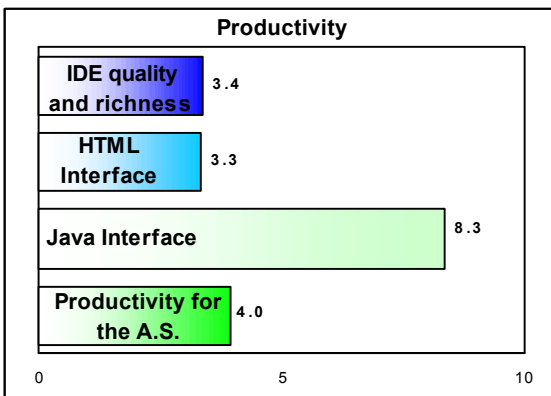 Productivity
IDE quality
and richness
3.4
HTML
Interface
3.3
Java Interface
8.3
Productivity for
the A.S.
4.0
0 5 10